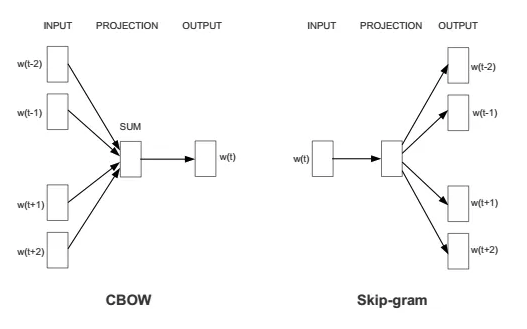 INPUT PROJECTION OUTPUT
w(t-2)
w(t-1)
SUM
w(t)
w(t+1)
w(t+2)
CBOW
INPUT PROJECTION OUTPUT
w(t-2)
w(t-1)
w(t)
w(t+1)
w(t+2)
Skip-gram